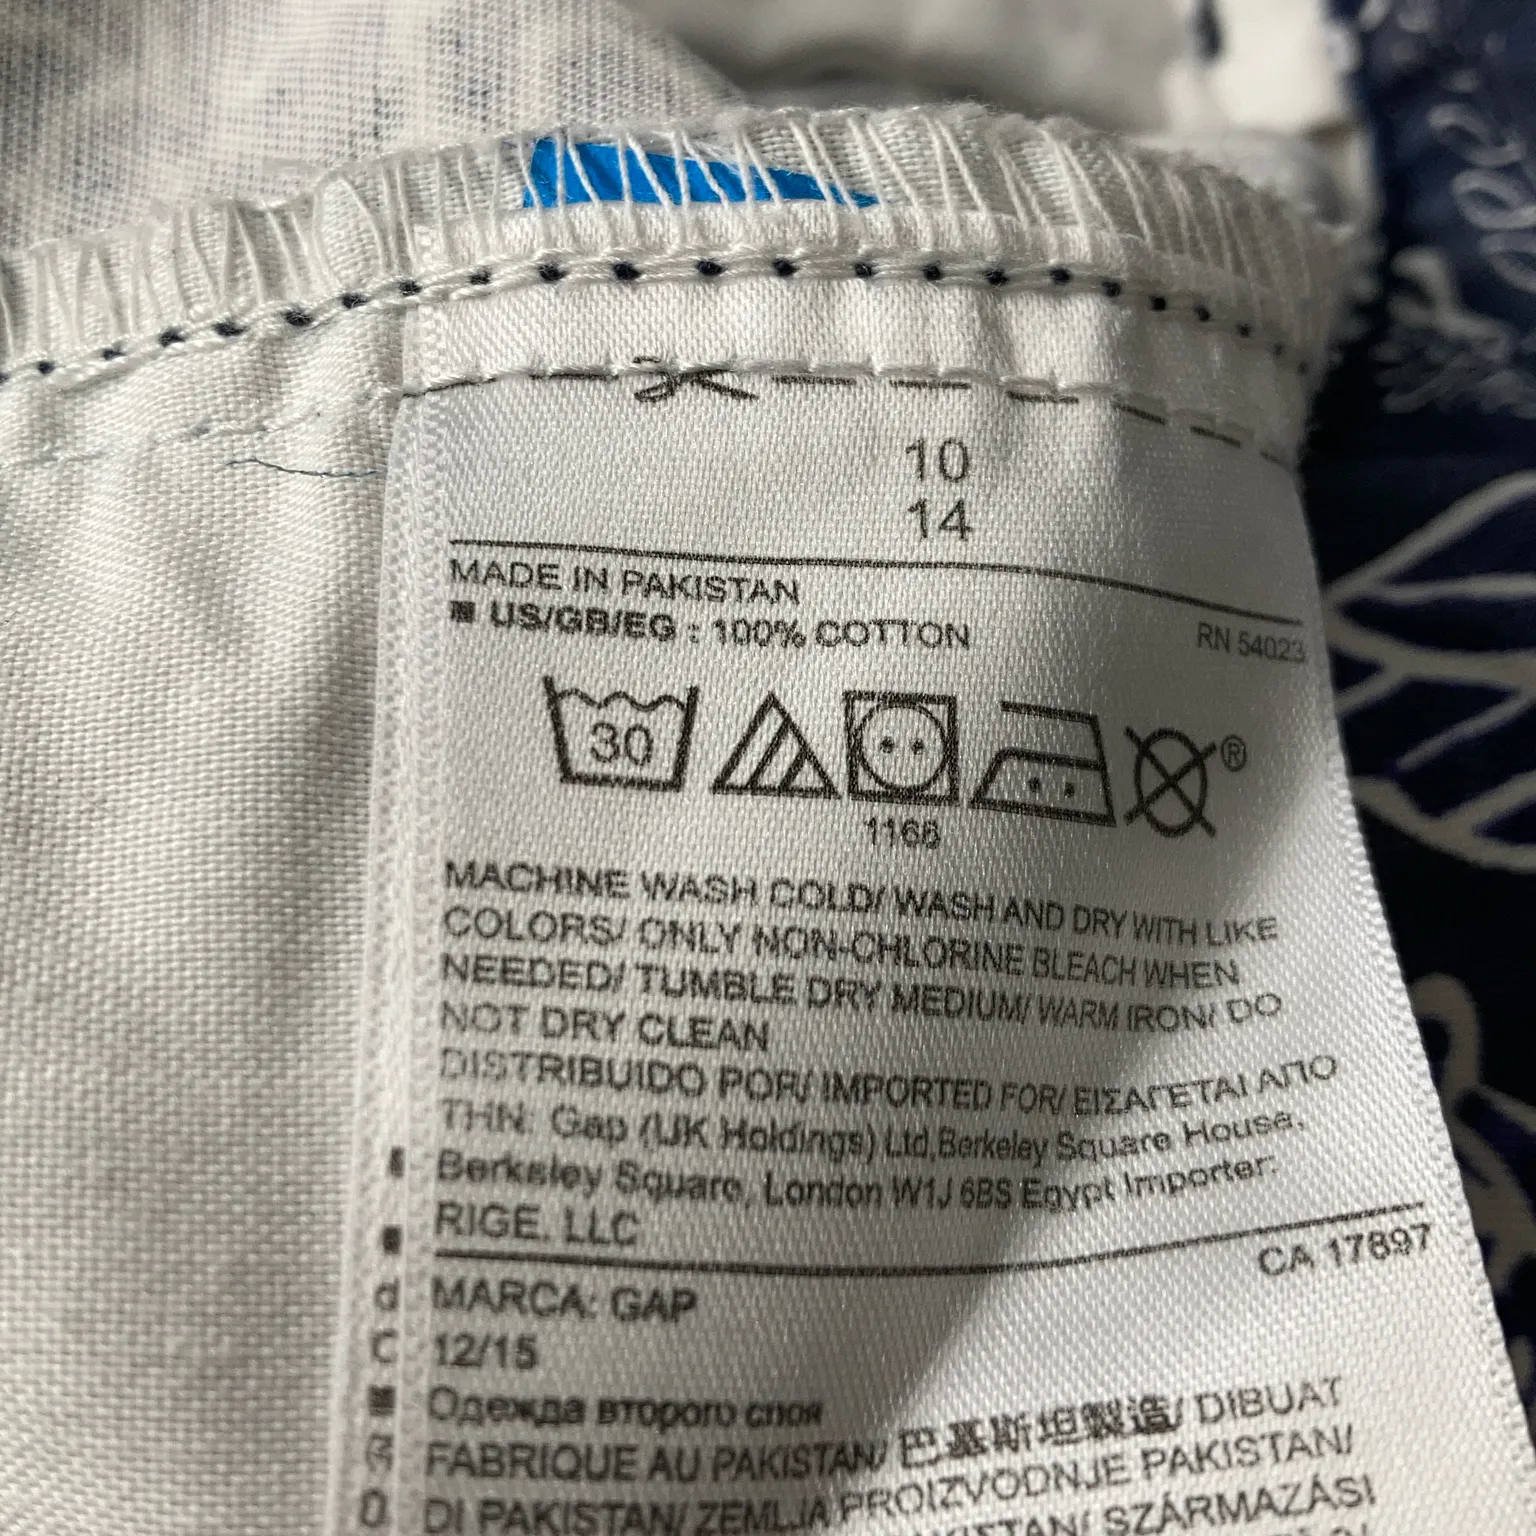 10
14
MADE IN PAKISTAN
US/GB/EG : 100% COTTON
RN 54023
30
®
1168
MACHINE WASH COLD/ WASH AND DRY WITH LIKE
COLORS/ ONLY NON-CHLORINE BLEACH WHEN
NEEDED/ TUMBLE DRY MEDIUM/ WARM IRON/ DO
NOT DRY CLEAN
DISTRIBUIDO POR/ IMPORTED FOR/ ΕΙΣΑΓΕΤΑΙ ΑΠΟ
ΤΗΝ: Gap (UK Holdings) Ltd,Berkeley Square House,
Berkeley Square, London W1J 6BS Egypt Importer:
RIGE, LLC
CA 17897
MARCA: GAP
12/15
Одежда второго слоя
FABRIQUE AU PAKISTAN/ 巴基斯坦製造/ DIBUAT
DI PAKISTAN/ ZEMLJA PROIZVODNJE PAKISTAN/
SZÁRMAZÁSI